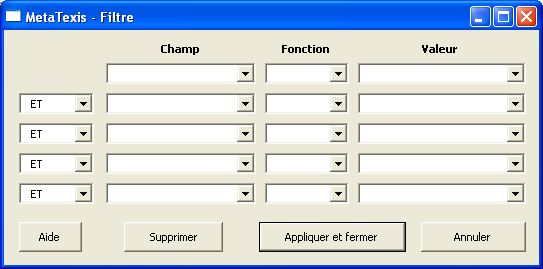 MetaTexis - Filtre
Champ Fonction Valeur
ET
ET
ET
ET
Aide Supprimer Appliquer et fermer Annuler